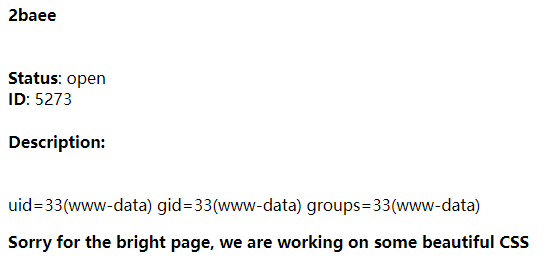 2baee
Status: open
ID: 5273
Description:
uid=33(www-data) gid=33(www-data) groups=33(www-data)
Sorry for the bright page, we are working on some beautiful CSS